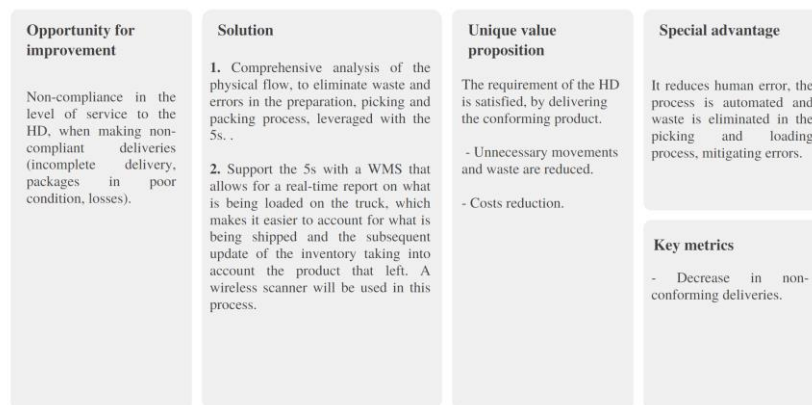 Opportunity for
improvement
Non-compliance in the
level of service to the
HD, when making non-
compliant deliveries
(incomplete delivery,
packages in poor
condition, losses).
Solution
1. Comprehensive analysis of the
physical flow, to eliminate waste and
errors in the preparation, picking and
packing process, leveraged with the
5s. .
2. Support the 5s with a WMS that
allows for a real-time report on what
is being loaded on the truck, which
makes it easier to account for what is
being shipped and the subsequent
update of the inventory taking into
account the product that left. A
wireless scanner will be used in this
process.
Unique value
proposition
The requirement of the HD
is satisfied, by delivering
the conforming product.
- Unnecessary movements
and waste are reduced.
- Costs reduction.
Special advantage
It reduces human error, the
process is automated and
waste is eliminated in the
picking and loading
process, mitigating errors.
Key metrics
- Decrease in non-
conforming deliveries.